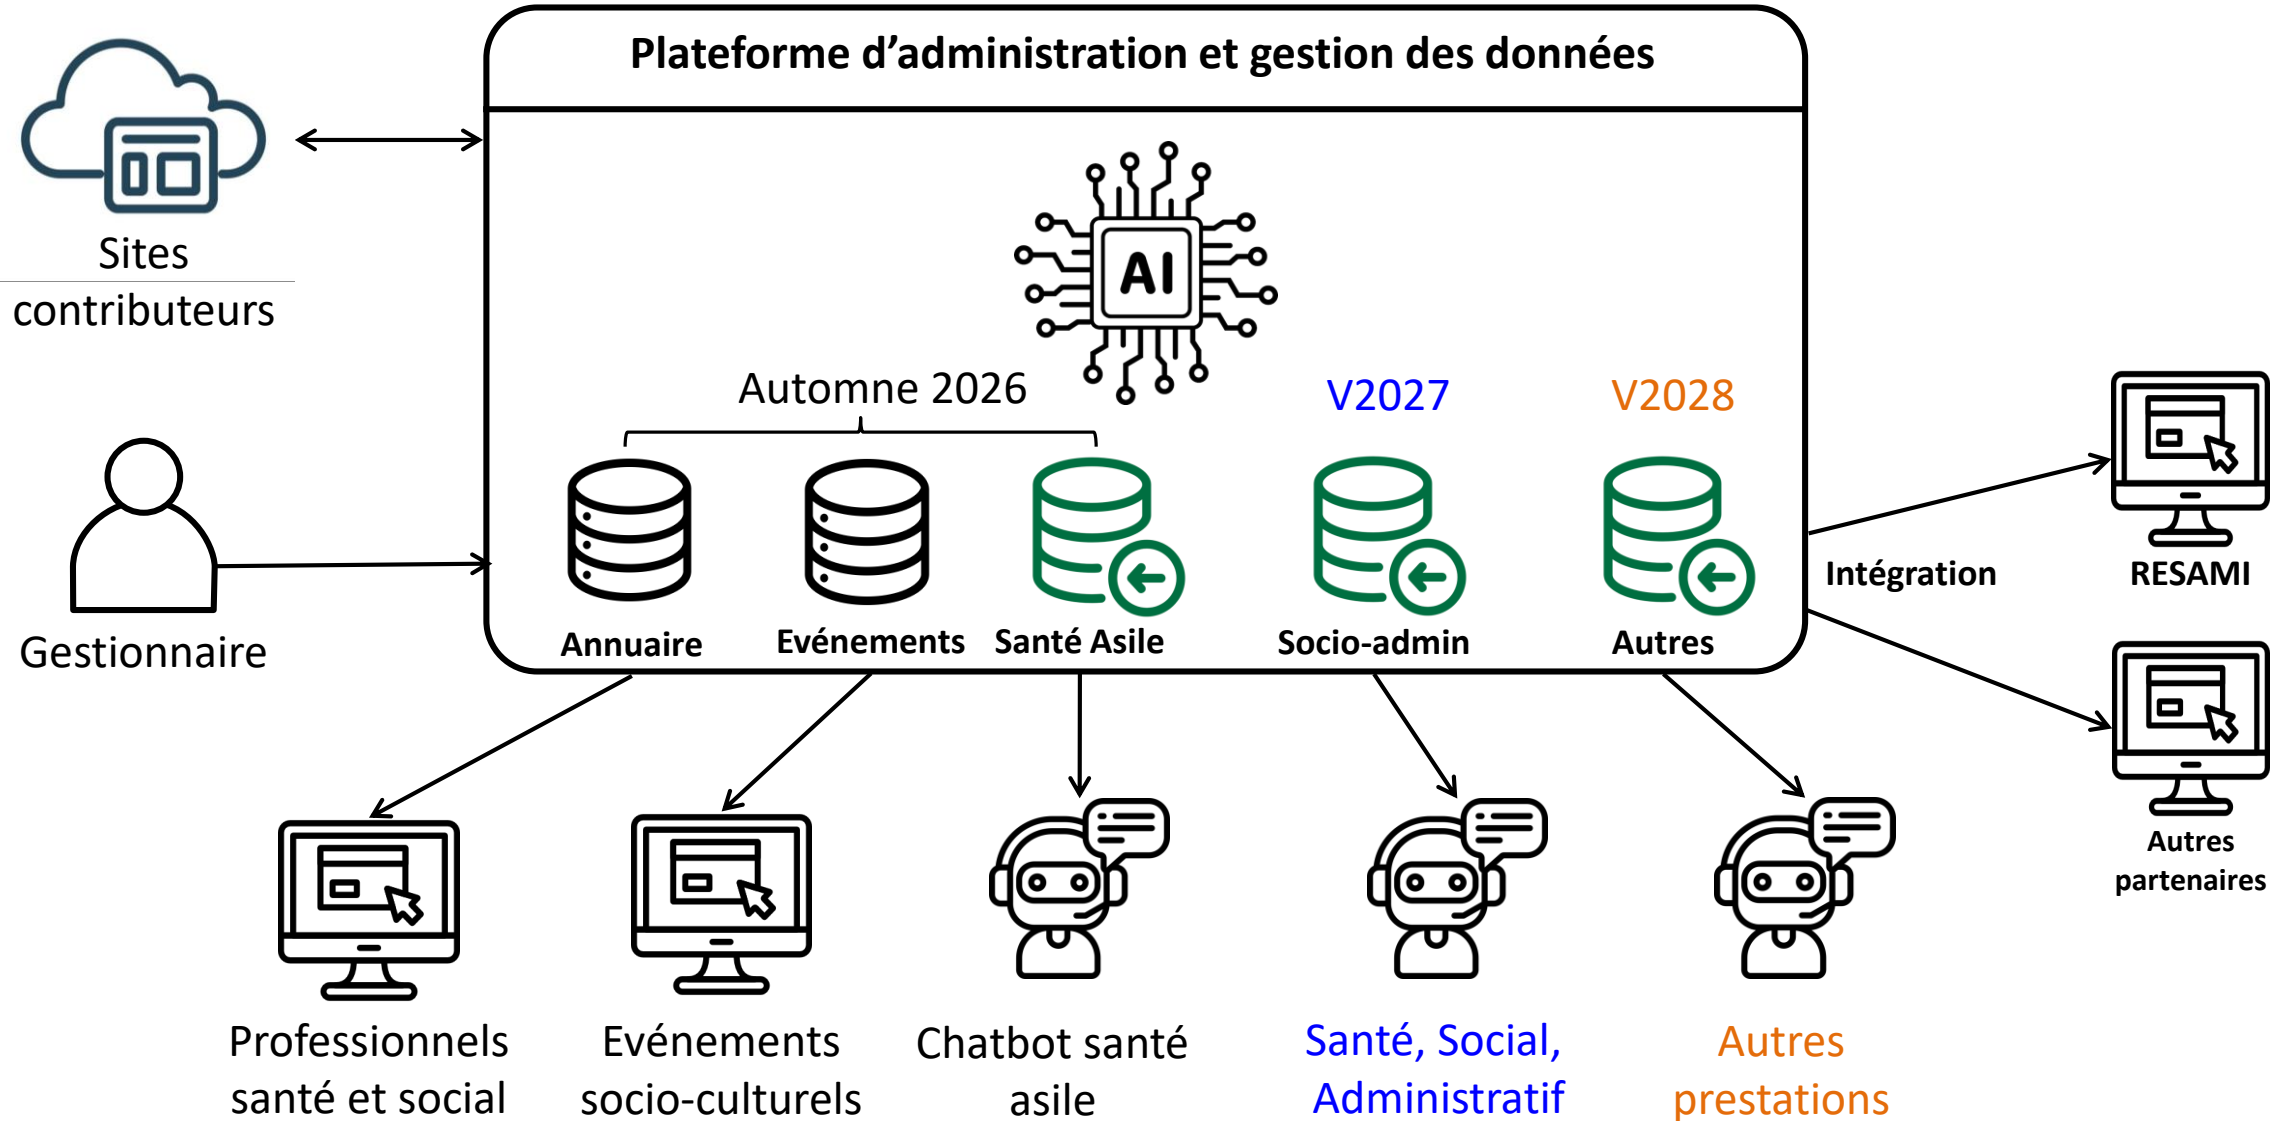 Plateforme d’administration et gestion des données
Sites
contributeurs
AI
Automne 2026
V2027
V2028
Gestionnaire
Annuaire
Evénements
Santé Asile
Socio-admin
Autres
Intégration
RESAMI
Autres
partenaires
Professionnels
santé et social
Evénements
socio-culturels
Chatbot santé
asile
Santé, Social,
Administratif
Autres
prestations